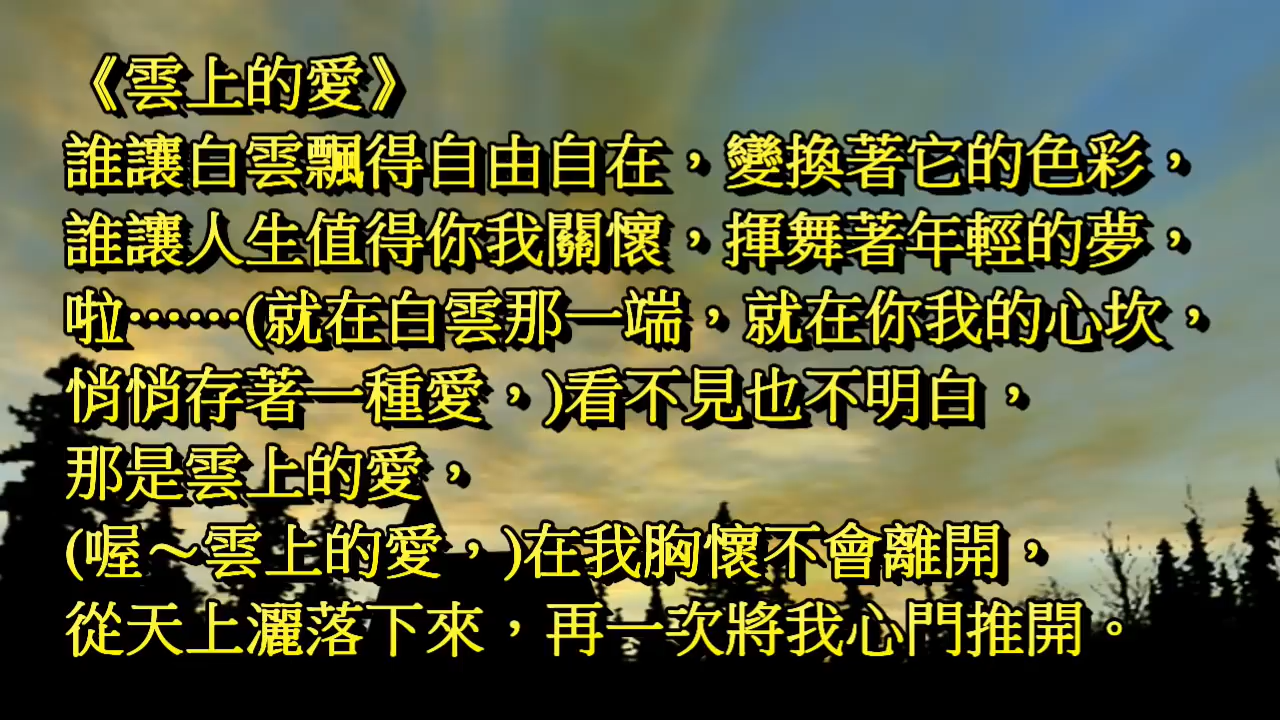 《雲上的愛》
誰讓白雲飄得自由自在，變換著它的色彩，
誰讓人生值得你我關懷，揮舞著年輕的夢，
啦……(就在白雲那一端，就在你我的心坎，
悄悄存著一種愛，)看不見也不明白，
那是雲上的愛，
(喔～雲上的愛，)在我胸懷不會離開，
從天上灑落下來，再一次將我心門推開。